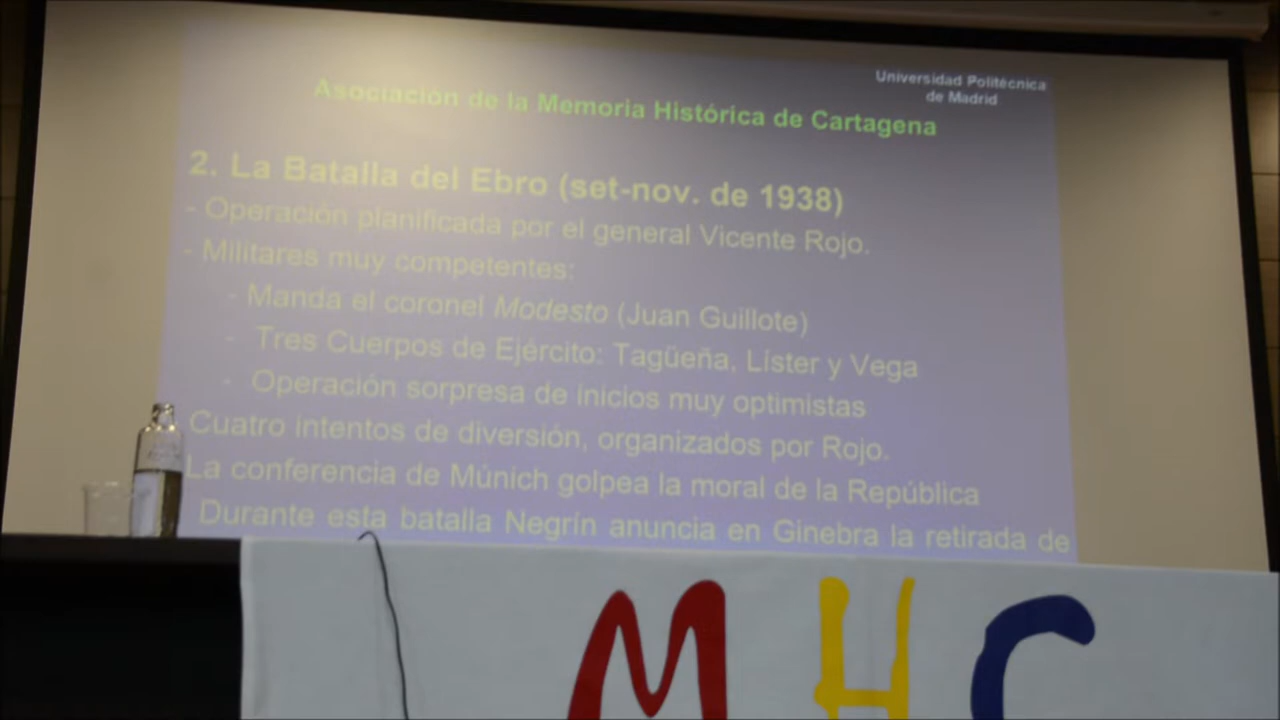 Universidad Politécnica
de Madrid
Asociación de la Memoria Histórica de Cartagena
2. La Batalla del Ebro (set-nov. de 1938)
- Operación planificada por el general Vicente Rojo.
- Militares muy competentes:
- Manda el coronel Modesto (Juan Guillote)
- Tres Cuerpos de Ejército: Tagüeña, Líster y Vega
- Operación sorpresa de inicios muy optimistas
Cuatro intentos de diversión, organizados por Rojo.
La conferencia de Múnich golpea la moral de la República
Durante esta batalla Negrín anuncia en Ginebra la retirada de
MHC